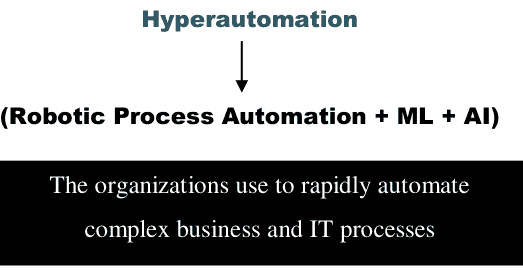 Hyperautomation
(Robotic Process Automation + ML + AI)
The organizations use to rapidly automate
complex business and IT processes